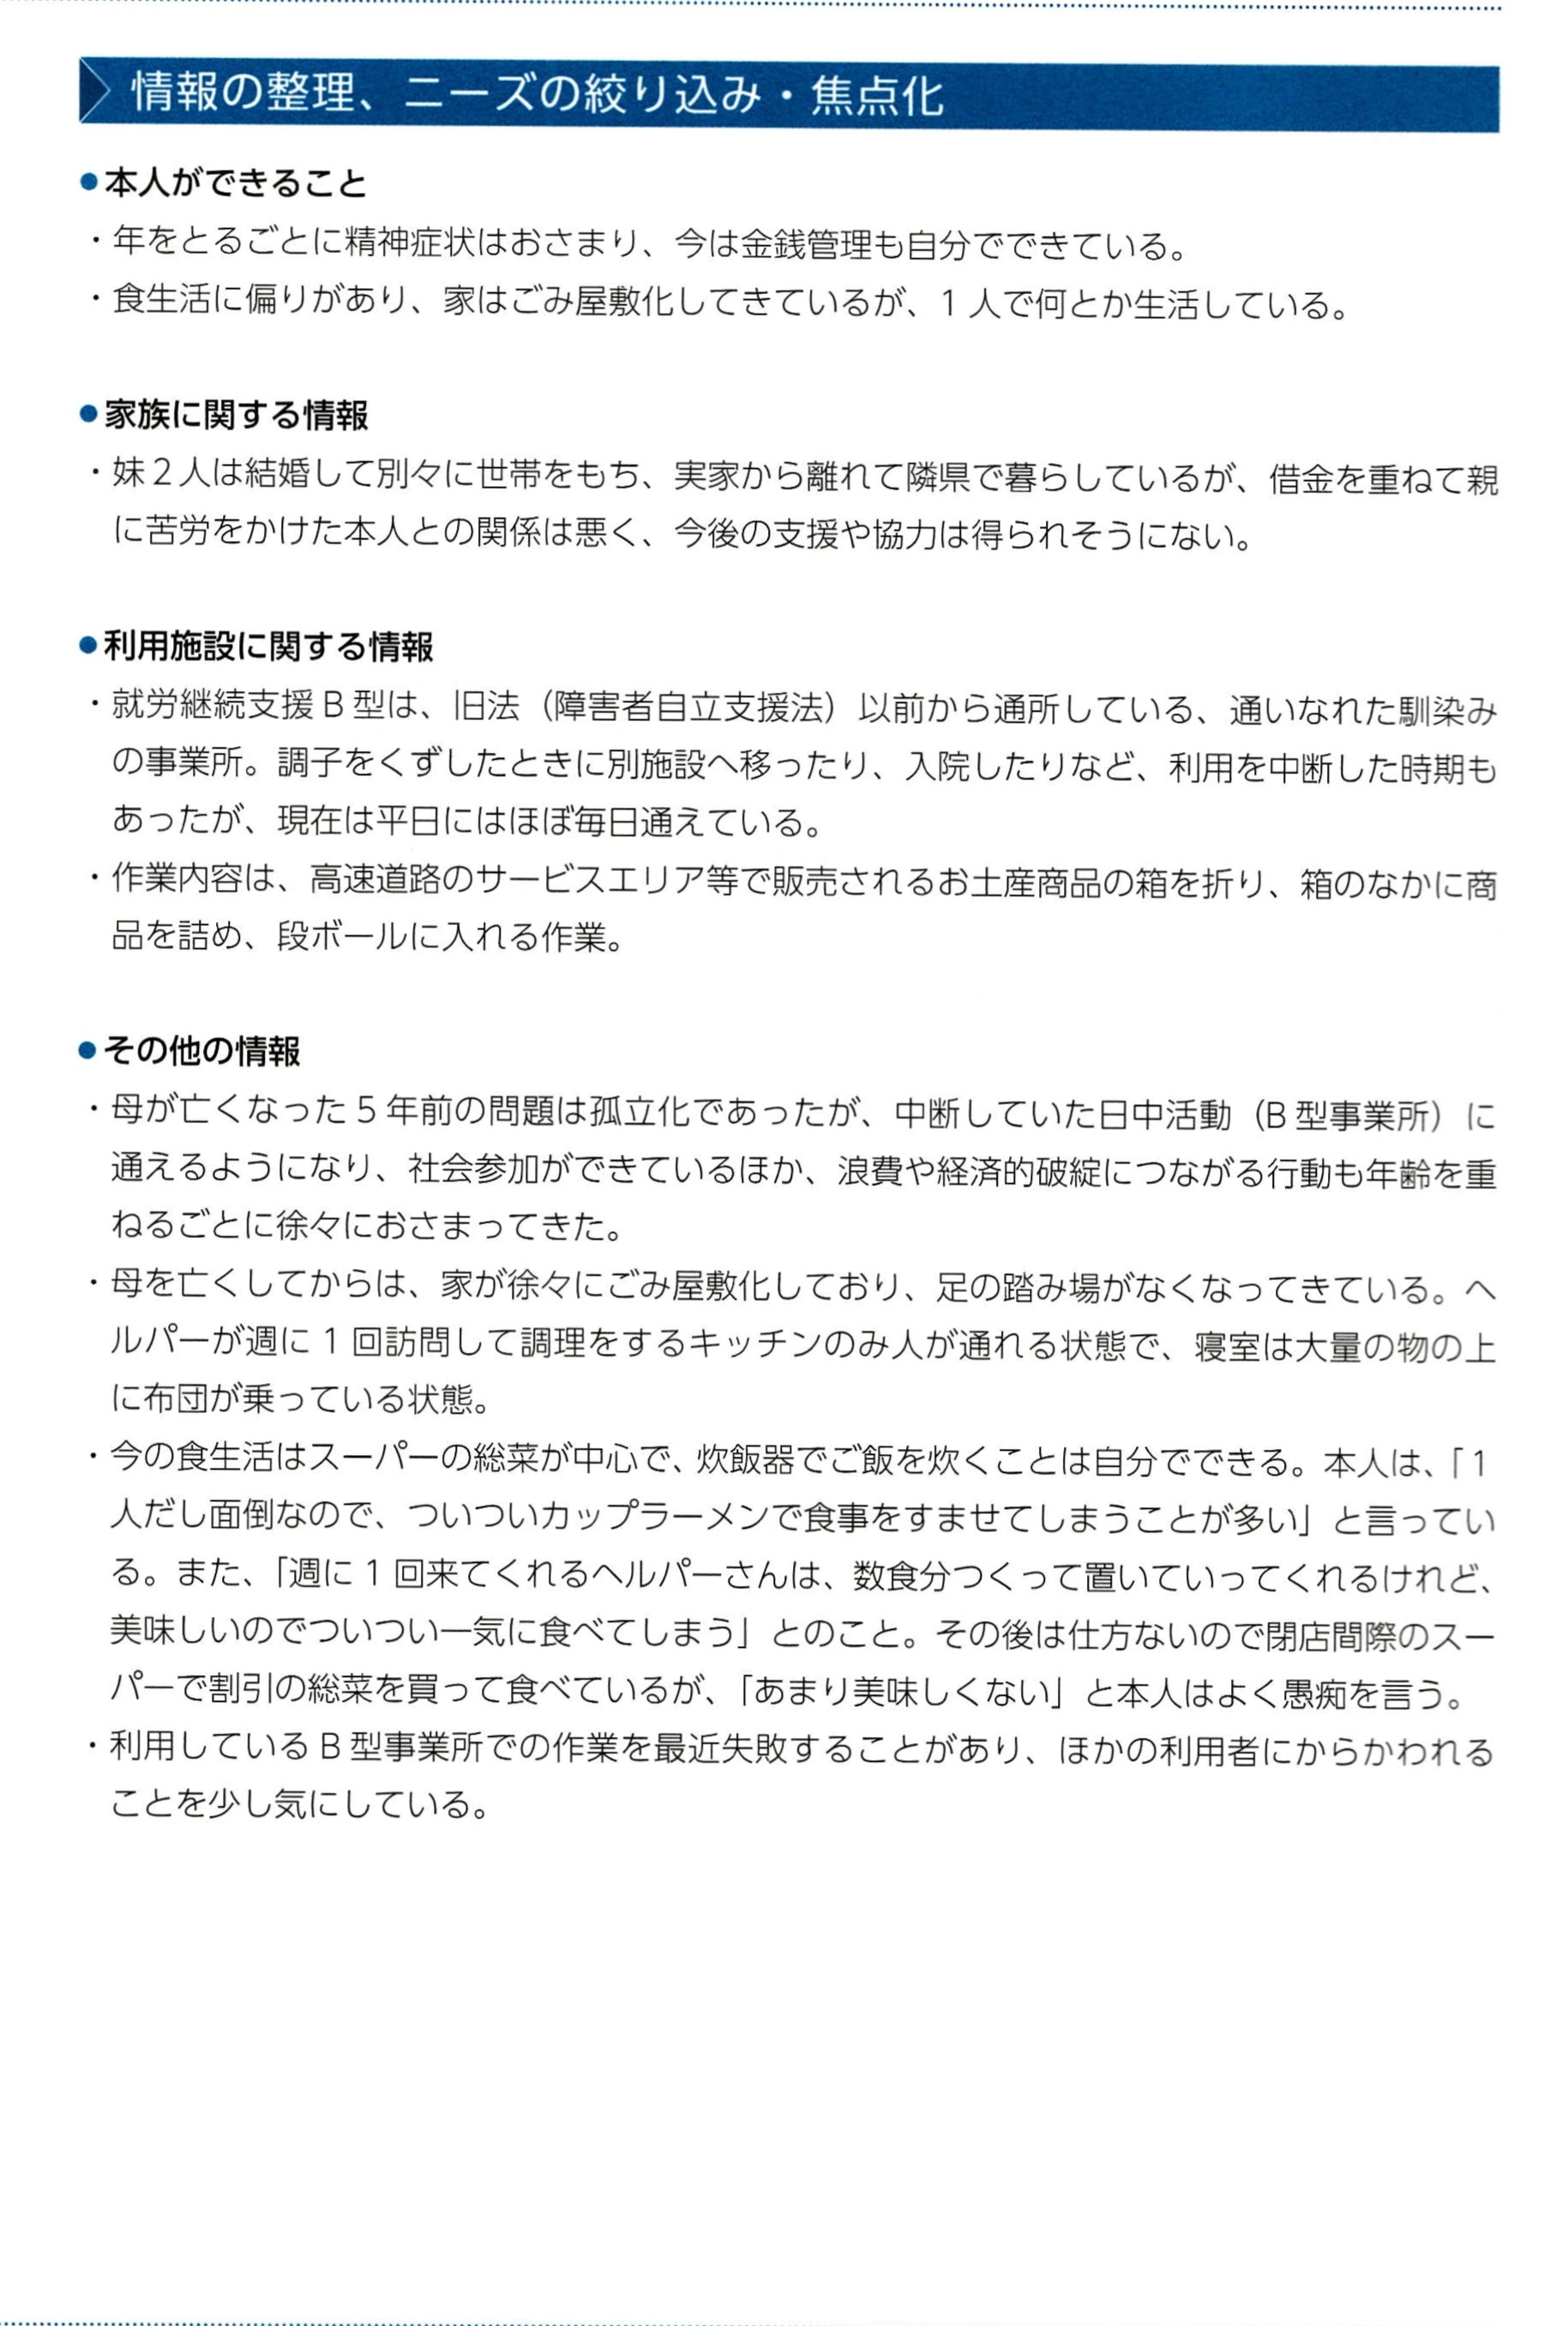 情報の整理、ニーズの絞り込み・焦点化
●本人ができること
・年をとるごとに精神症状はおさまり、今は金銭管理も自分でできている。
・食生活に偏りがあり、家はごみ屋敷化してきているが、1人で何とか生活している。
●家族に関する情報
・妹2人は結婚して別々に世帯をもち、実家から離れて隣県で暮らしているが、借金を重ねて親
に苦労をかけた本人との関係は悪く、今後の支援や協力は得られそうにない。
●利用施設に関する情報
・就労継続支援B型は、旧法（障害者自立支援法）以前から通所している、通いなれた馴染み
の事業所。調子をくずしたときに別施設へ移ったり、入院したりなど、利用を中断した時期も
あったが、現在は平日にはほぼ毎日通えている。
・作業内容は、高速道路のサービスエリア等で販売されるお土産商品の箱を折り、箱のなかに商
品を詰め、段ボールに入れる作業。
●その他の情報
・母が亡くなった5年前の問題は孤立化であったが、中断していた日中活動（B型事業所）に
通えるようになり、社会参加ができているほか、浪費や経済的破綻につながる行動も年齢を重
ねるごとに徐々におさまってきた。
・母を亡くしてからは、家が徐々にごみ屋敷化しており、足の踏み場がなくなってきている。ヘ
ルパーが週に1回訪問して調理をするキッチンのみ人が通れる状態で、寝室は大量の物の上
に布団が乗っている状態。
・今の食生活はスーパーの総菜が中心で、炊飯器でご飯を炊くことは自分でできる。本人は、「1
人だし面倒なので、ついついカップラーメンで食事をすませてしまうことが多い」と言ってい
る。また、「週に1回来てくれるヘルパーさんは、数食分つくって置いていってくれるけれど、
美味しいのでついつい一気に食べてしまう」とのこと。その後は仕方ないので閉店間際のスー
パーで割引の総菜を買って食べているが、「あまり美味しくない」と本人はよく愚痴を言う。
・利用しているB型事業所での作業を最近失敗することがあり、ほかの利用者にからかわれる
ことを少し気にしている。